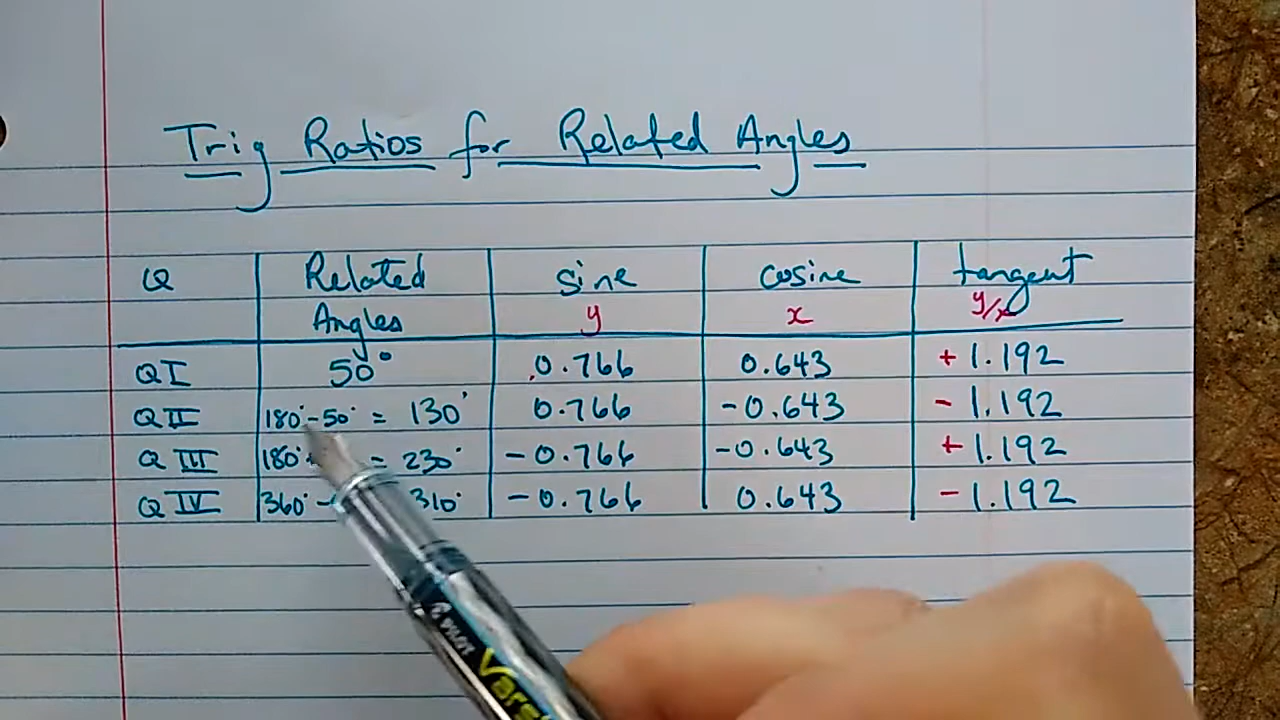 Trig Ratios for Related Angles
Q Related sine cosine tangent
Angles y x y/x
QI 50° 0.766 0.643 + 1.192
QII 180°-50° = 130° 0.766 -0.643 - 1.192
QIII 180°+ = 230° -0.766 -0.643 + 1.192
QIV 360°- 310° -0.766 0.643 - 1.192
PILOT